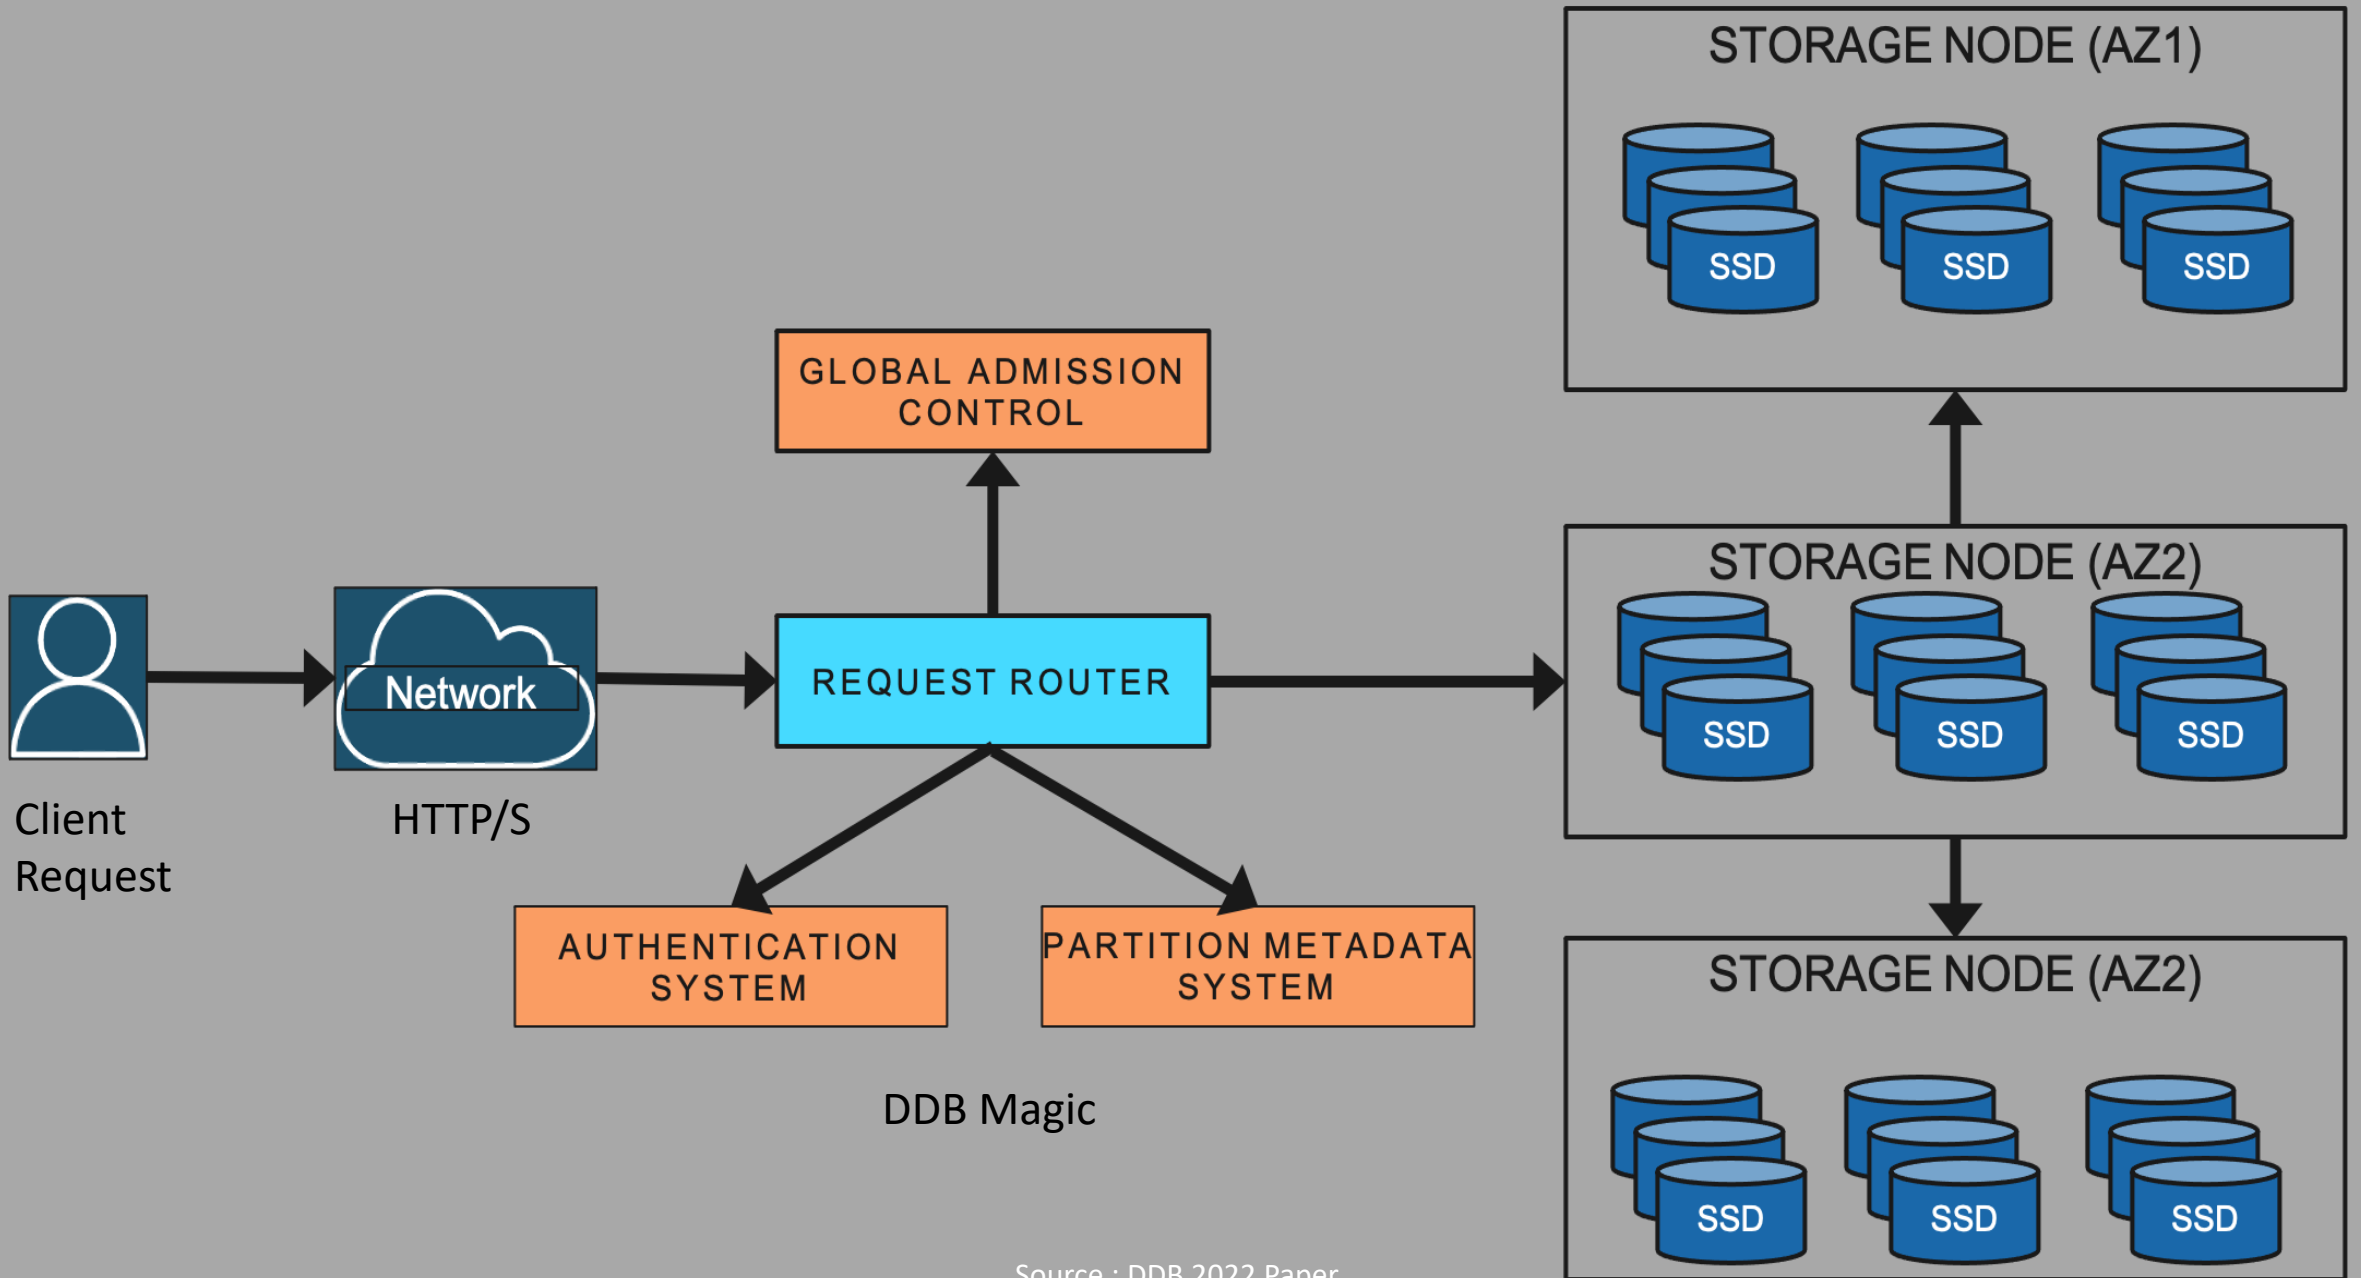 STORAGE NODE (AZ1)
SSD
SSD
SSD
GLOBAL ADMISSION
CONTROL
STORAGE NODE (AZ2)
SSD
SSD
SSD
Network
REQUEST ROUTER
Client
Request
HTTP/S
AUTHENTICATION
SYSTEM
PARTITION METADATA
SYSTEM
STORAGE NODE (AZ2)
SSD
SSD
SSD
DDB Magic
Source : DDB 2022 Paper